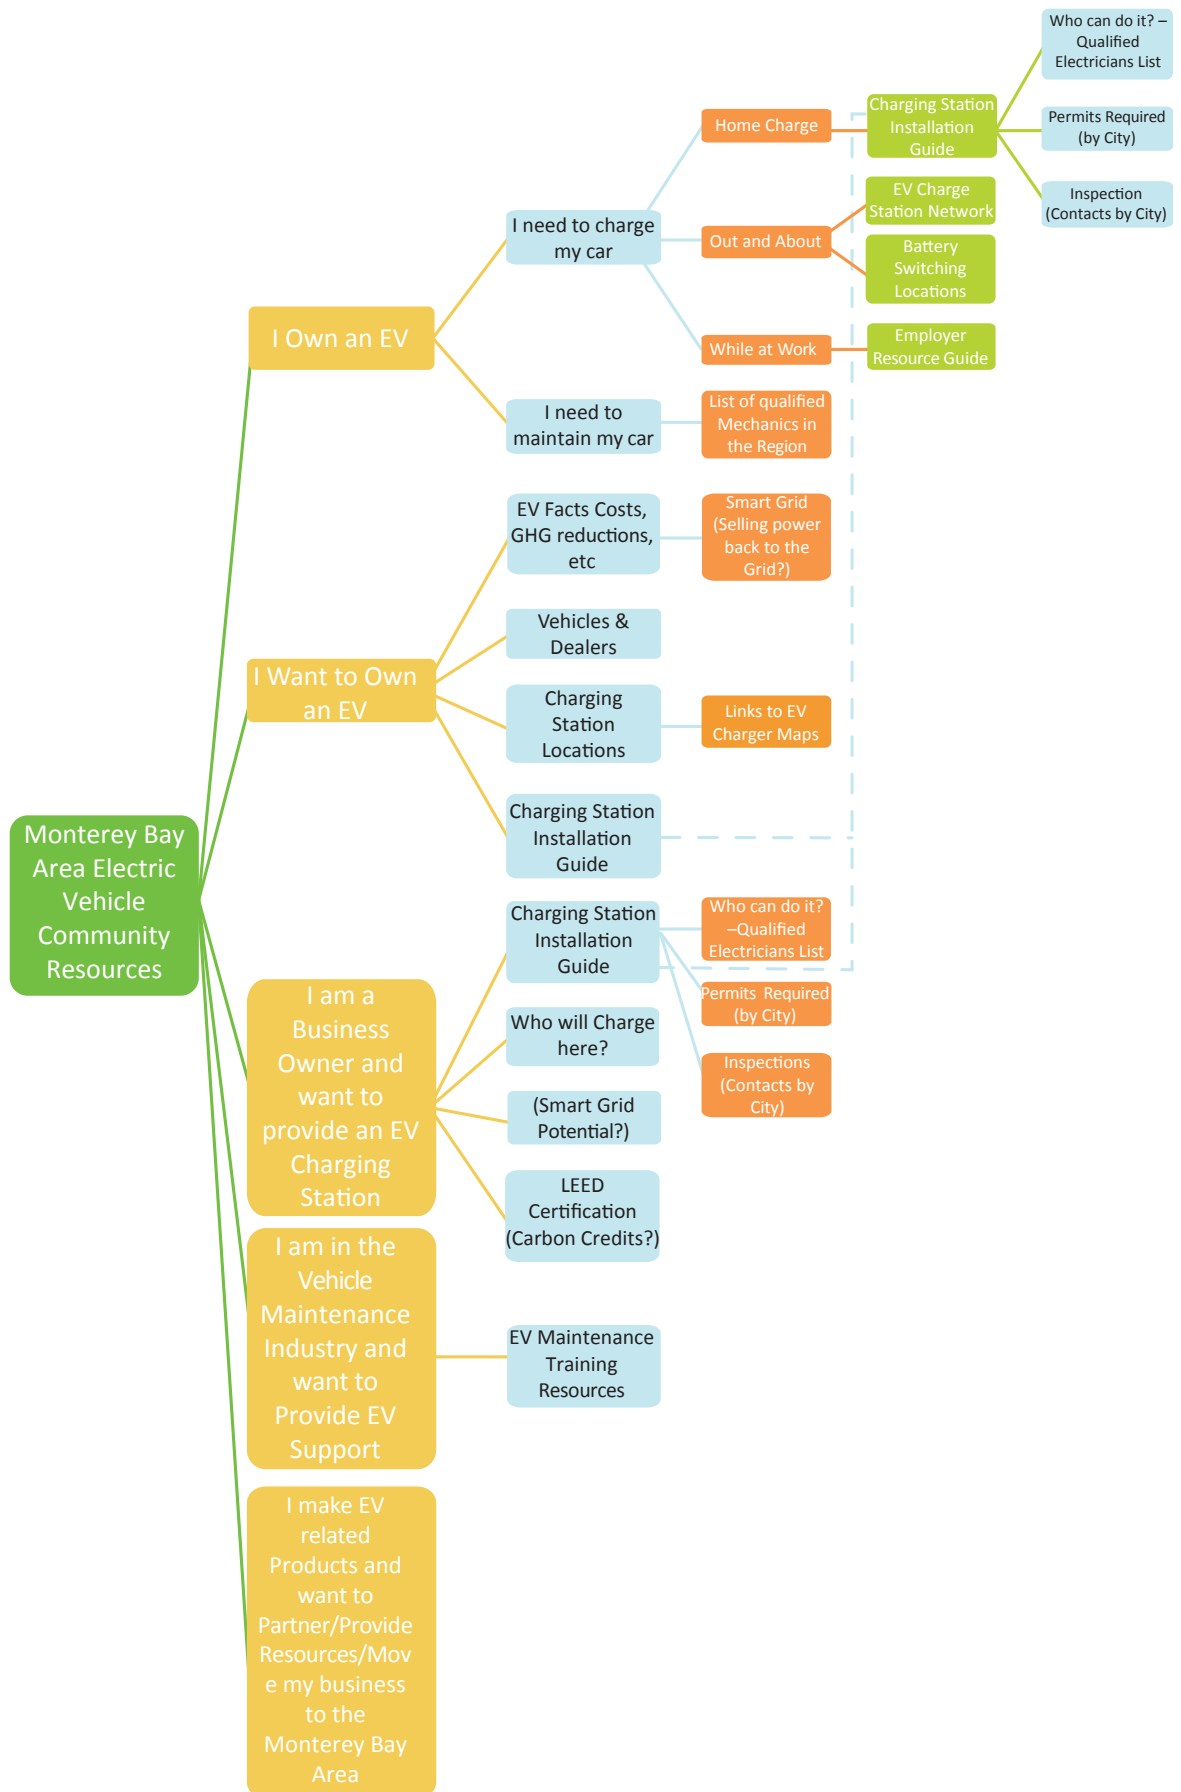 Monterey Bay
Area Electric
Vehicle
Community
Resources
I Own an EV
I need to charge
my car
Home Charge
Charging Station
Installation
Guide
Who can do it? –
Qualified
Electricians List
Permits Required
(by City)
Inspection
(Contacts by City)
Out and About
EV Charge
Station Network
Battery
Switching
Locations
While at Work
Employer
Resource Guide
I need to
maintain my car
List of qualified
Mechanics in
the Region
I Want to Own
an EV
EV Facts Costs,
GHG reductions,
etc
Smart Grid
(Selling power
back to the
Grid?)
Vehicles &
Dealers
Charging
Station
Locations
Links to EV
Charger Maps
Charging Station
Installation
Guide
I am a
Business
Owner and
want to
provide an EV
Charging
Station
Charging Station
Installation
Guide
Who can do it?
–Qualified
Electricians List
Permits Required
(by City)
Inspections
(Contacts by
City)
Who will Charge
here?
(Smart Grid
Potential?)
LEED
Certification
(Carbon Credits?)
I am in the
Vehicle
Maintenance
Industry and
want to
Provide EV
Support
EV Maintenance
Training
Resources
I make EV
related
Products and
want to
Partner/Provide
Resources/Mov
e my business
to the
Monterey Bay
Area